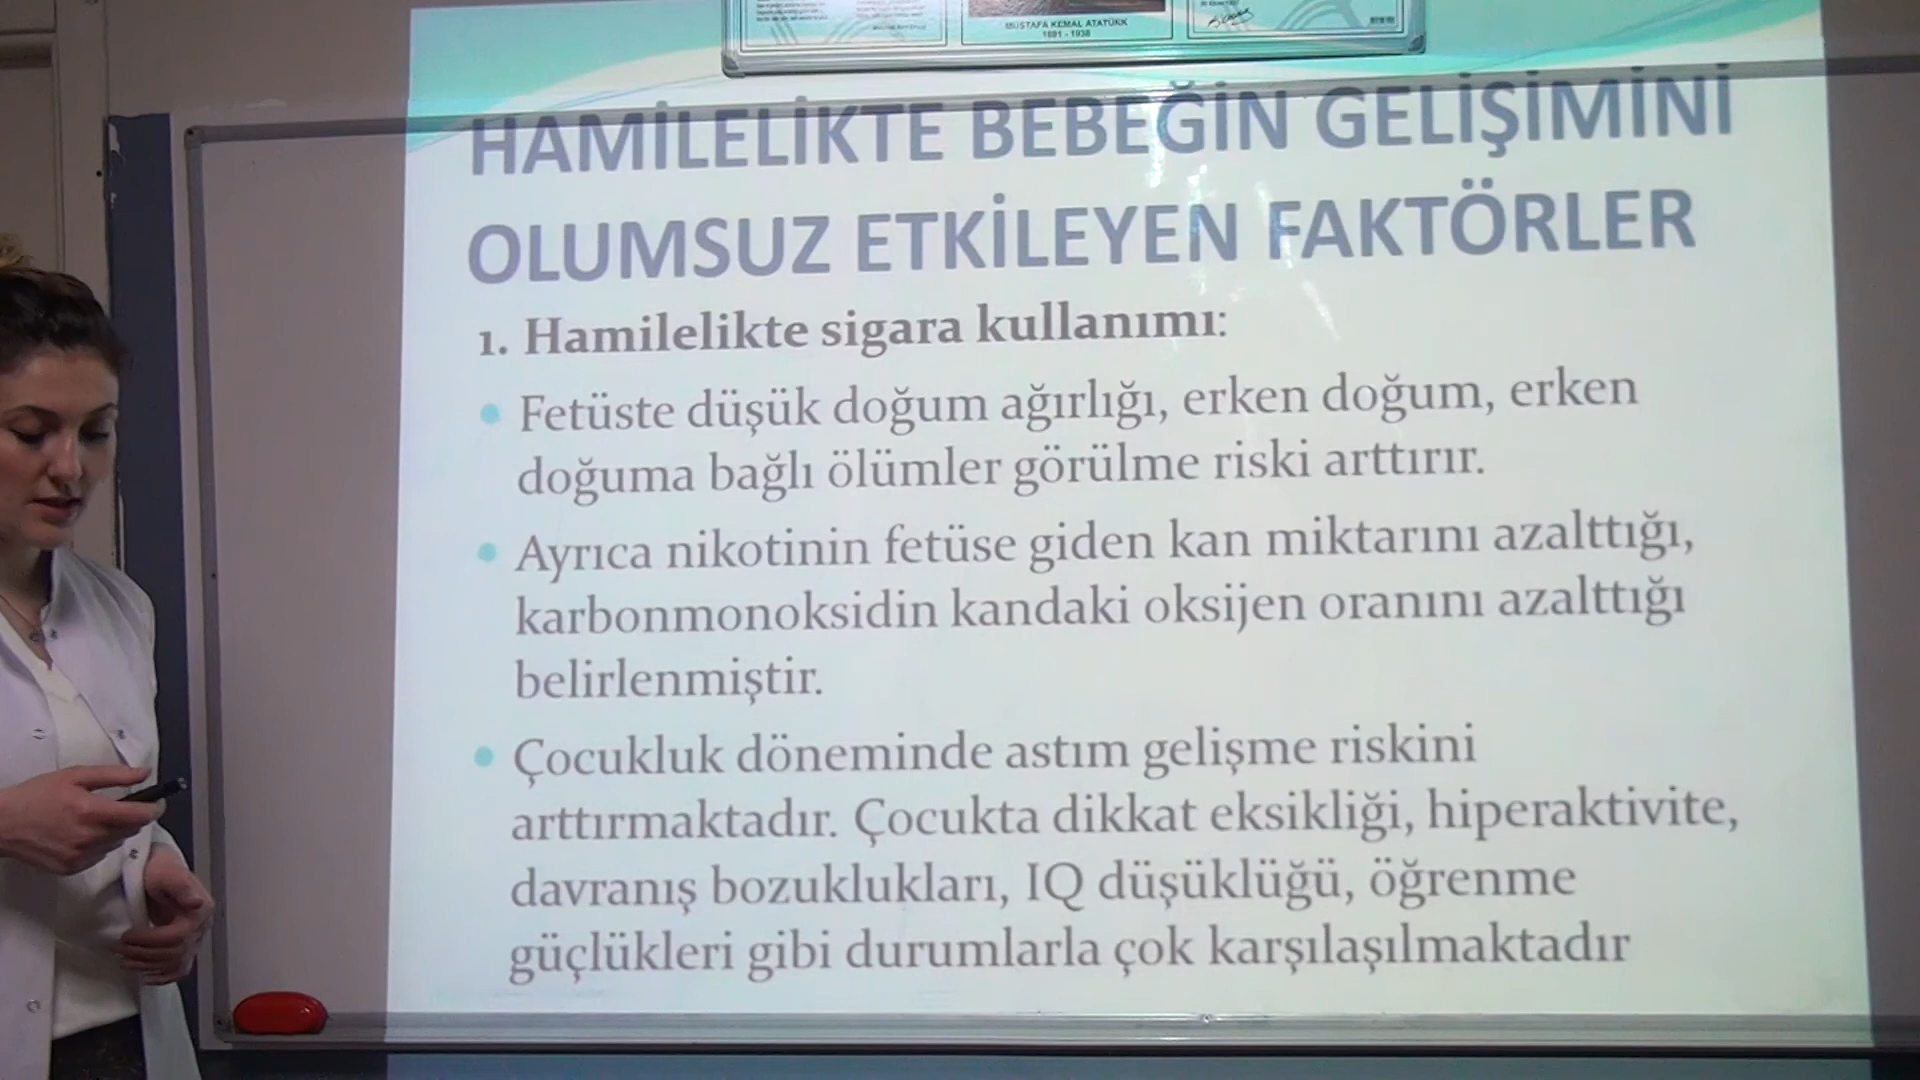 MUSTAFA KEMAL ATATÜRK
1881 - 1938
HAMİLELİKTE BEBEĞİN GELİŞİMİNİ
OLUMSUZ ETKİLEYEN FAKTÖRLER
1. Hamilelikte sigara kullanımı:
• Fetüste düşük doğum ağırlığı, erken doğum, erken
doğuma bağlı ölümler görülme riski arttırır.
• Ayrıca nikotinin fetüse giden kan miktarını azalttığı,
karbonmonoksidin kandaki oksijen oranını azalttığı
belirlenmiştir.
• Çocukluk döneminde astım gelişme riskini
arttırmaktadır. Çocukta dikkat eksikliği, hiperaktivite,
davranış bozuklukları, IQ düşüklüğü, öğrenme
güçlükleri gibi durumlarla çok karşılaşılmaktadır